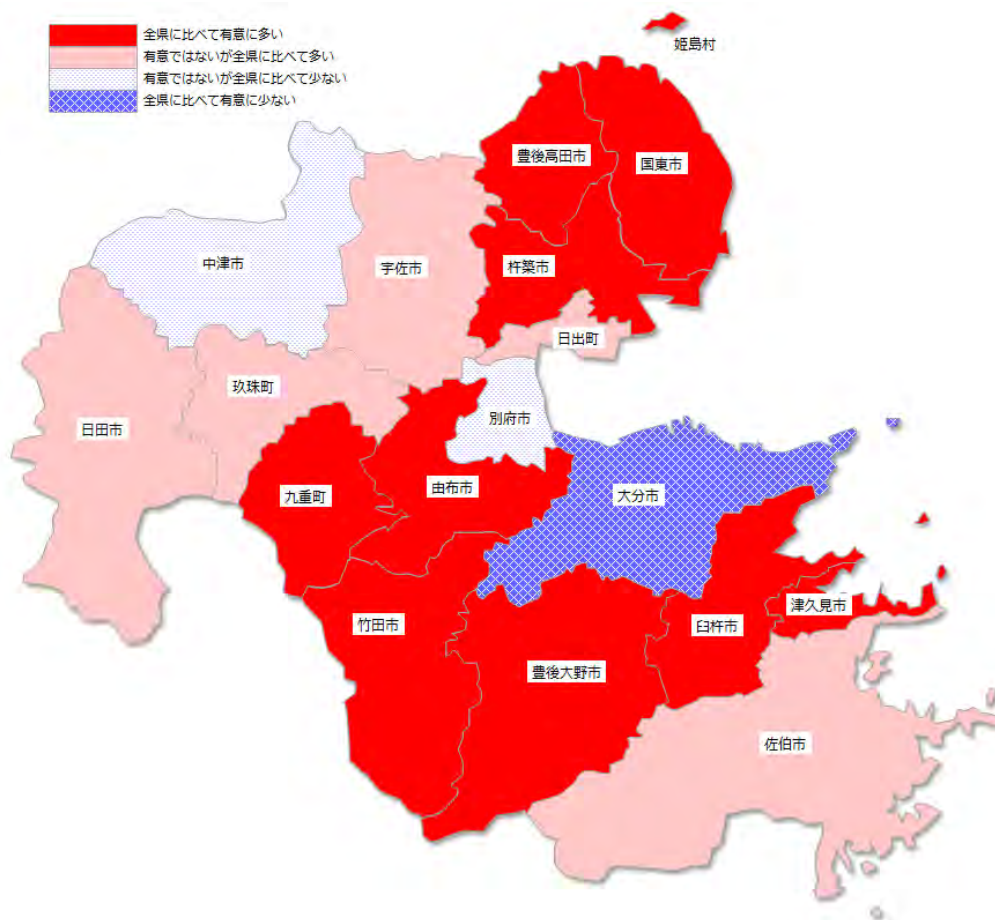 全県に比べて有意に多い
有意ではないが全県に比べて多い
有意ではないが全県に比べて少ない
全県に比べて有意に少ない
姫島村
豊後高田市
国東市
中津市
宇佐市
杵築市
日出町
玖珠町
別府市
日田市
由布市
九重町
大分市
津久見市
竹田市
臼杵市
豊後大野市
佐伯市